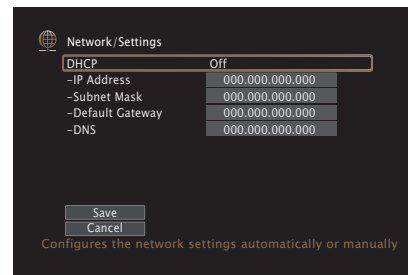 Network/Settings
DHCP Off
-IP Address 000.000.000.000
-Subnet Mask 000.000.000.000
-Default Gateway 000.000.000.000
-DNS 000.000.000.000
Save
Cancel
Configures the network settings automatically or manually